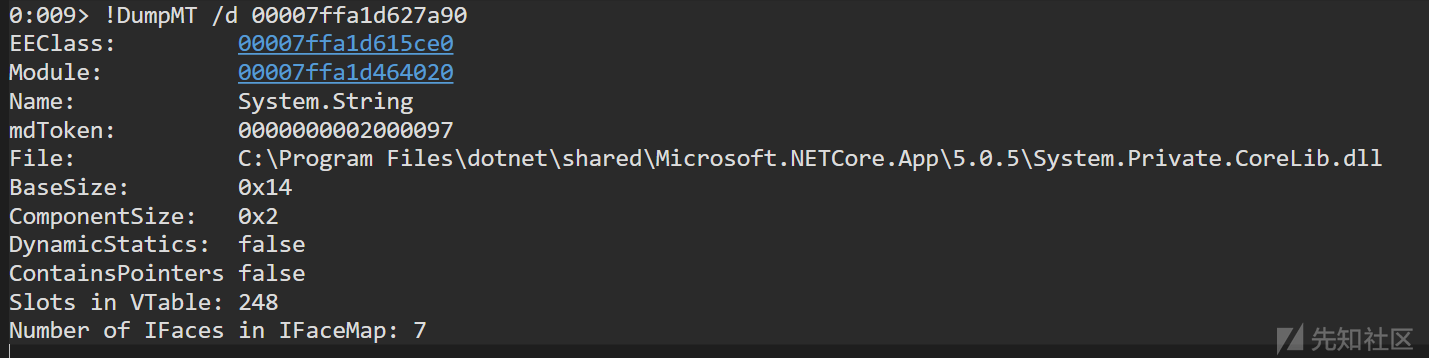 0:009> !DumpMT /d 00007ffa1d627a90
EEClass: 00007ffa1d615ce0
Module: 00007ffa1d464020
Name: System.String
mdToken: 0000000002000097
File: C:\Program Files\dotnet\shared\Microsoft.NETCore.App\5.0.5\System.Private.CoreLib.dll
BaseSize: 0x14
ComponentSize: 0x2
DynamicStatics: false
ContainsPointers false
Slots in VTable: 248
Number of IFaces in IFaceMap: 7
先知社区